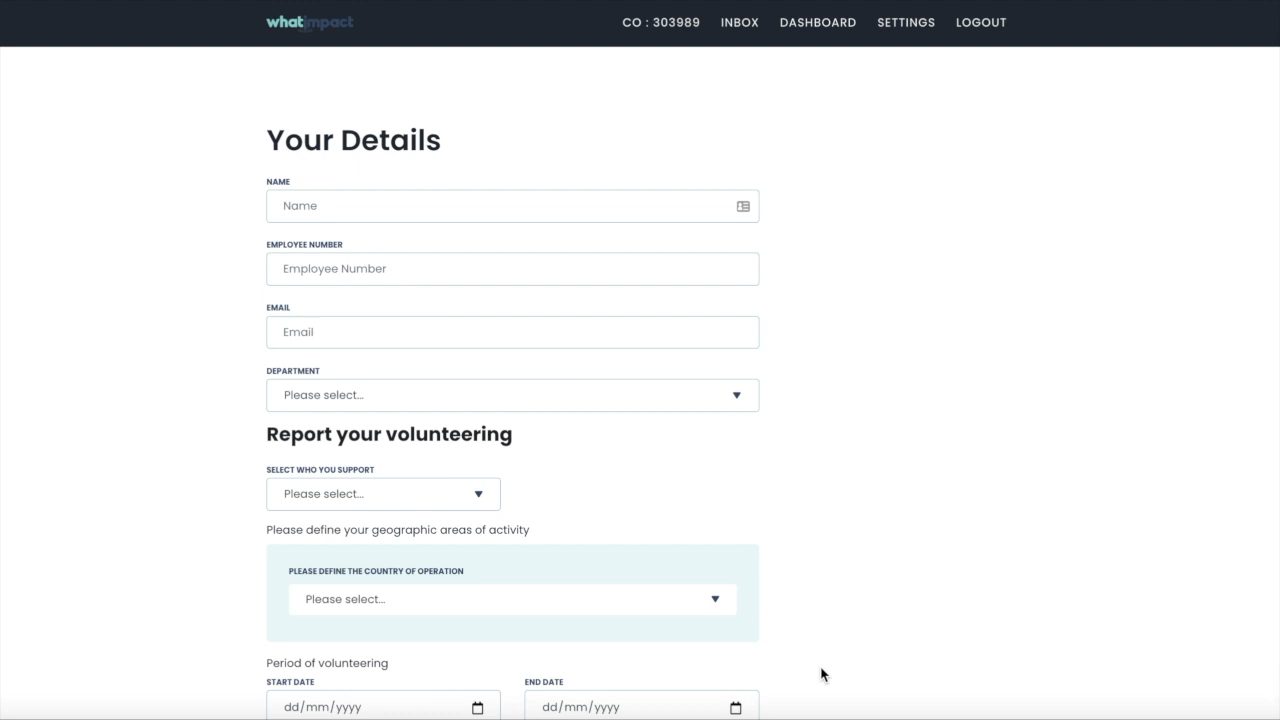 whatimpact CO : 303989 INBOX DASHBOARD SETTINGS LOGOUT
Your Details
NAME
Name
EMPLOYEE NUMBER
Employee Number
EMAIL
Email
DEPARTMENT
Please select...
Report your volunteering
SELECT WHO YOU SUPPORT
Please select...
Please define your geographic areas of activity
PLEASE DEFINE THE COUNTRY OF OPERATION
Please select...
Period of volunteering
START DATE END DATE
dd/mm/yyyy dd/mm/yyyy